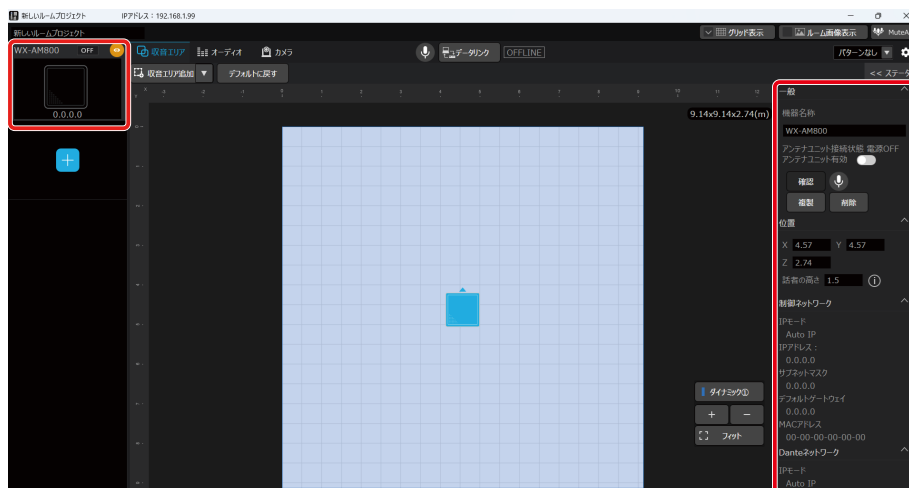 新しいルームプロジェクト IPアドレス：192.168.1.99
新しいルームプロジェクト
WX-AM800 OFF
0.0.0.0
+
収音エリア オーディオ カメラ
データリンク OFFLINE
グリッド表示 ルーム画像表示 MuteA
パターンなし
収音エリア追加 ▼ デフォルトに戻す
<< ステータ
9.14x9.14x2.74(m)
ダイナミック①
+ −
フィット
一般
機器名称
WX-AM800
アンテナユニット接続状態 電源OFF
アンテナユニット有効
確認
複製 削除
位置
X 4.57 Y 4.57
Z 2.74
話者の高さ 1.5
制御ネットワーク
IPモード
Auto IP
IPアドレス：
0.0.0.0
サブネットマスク
0.0.0.0
デフォルトゲートウェイ
0.0.0.0
MACアドレス
00-00-00-00-00-00
Danteネットワーク
IPモード
Auto IP